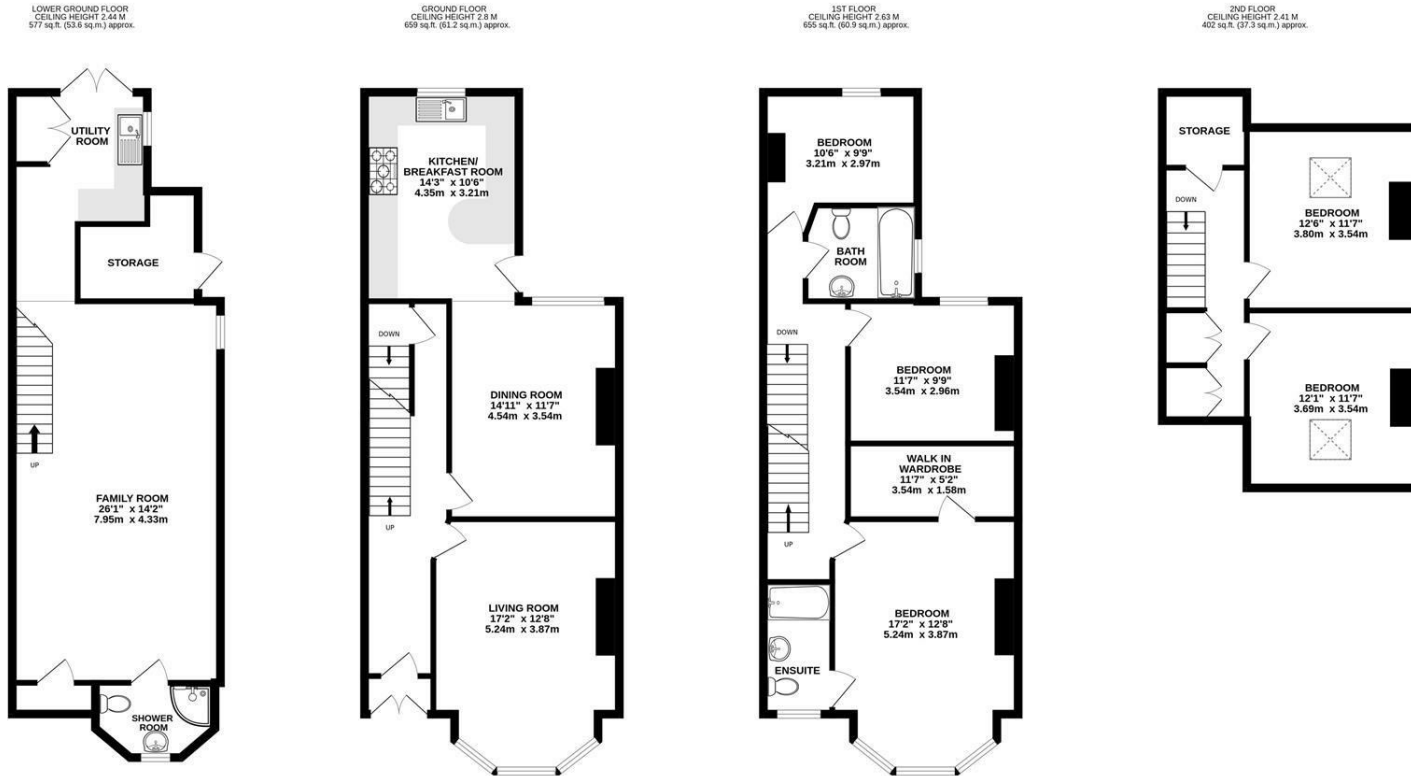 LOWER GROUND FLOOR
CEILING HEIGHT 2.44 M
577 sq.ft. (53.6 sq.m.) approx.
UTILITY
ROOM
STORAGE
UP
FAMILY ROOM
26'1" x 14'2"
7.95m x 4.33m
SHOWER
ROOM
GROUND FLOOR
CEILING HEIGHT 2.8 M
659 sq.ft. (61.2 sq.m.) approx.
KITCHEN/
BREAKFAST ROOM
14'3" x 10'6"
4.35m x 3.21m
DOWN
DINING ROOM
14'11" x 11'7"
4.54m x 3.54m
UP
LIVING ROOM
17'2" x 12'8"
5.24m x 3.87m
1ST FLOOR
CEILING HEIGHT 2.63 M
655 sq.ft. (60.9 sq.m.) approx.
BEDROOM
10'6" x 9'9"
3.21m x 2.97m
BATH
ROOM
DOWN
BEDROOM
11'7" x 9'9"
3.54m x 2.96m
WALK IN
WARDROBE
11'7" x 5'2"
3.54m x 1.58m
UP
BEDROOM
17'2" x 12'8"
5.24m x 3.87m
ENSUITE
2ND FLOOR
CEILING HEIGHT 2.41 M
402 sq.ft. (37.3 sq.m.) approx.
STORAGE
DOWN
BEDROOM
12'6" x 11'7"
3.80m x 3.54m
BEDROOM
12'1" x 11'7"
3.69m x 3.54m